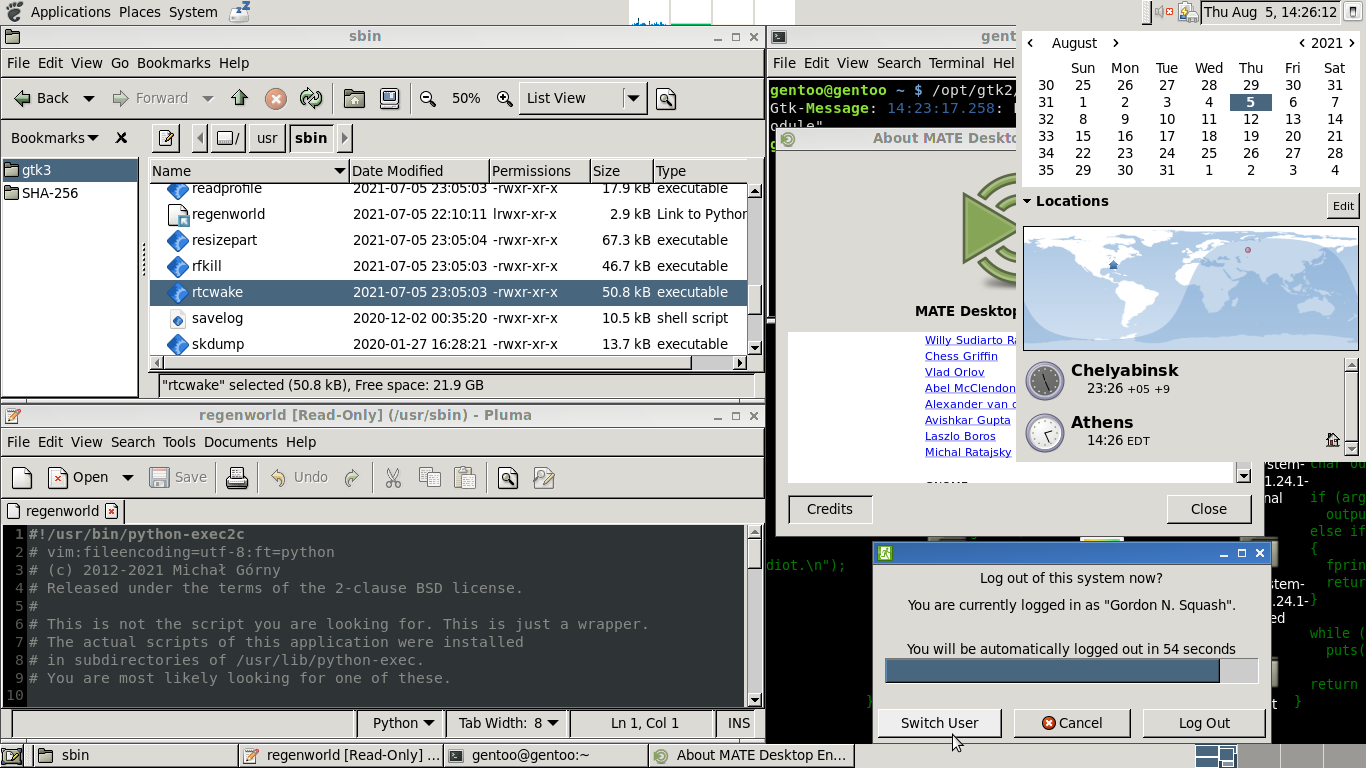 Applications Places System
Thu Aug 5, 14:26:12
sbin
File Edit View Go Bookmarks Help
Back Forward 50% List View
Bookmarks / usr sbin
gtk3
SHA-256
Name Date Modified Permissions Size Type
readprofile 2021-07-05 23:05:03 -rwxr-xr-x 17.9 kB executable
regenworld 2021-07-05 22:10:11 lrwxr-xr-x 2.9 kB Link to Python
resizepart 2021-07-05 23:05:04 -rwxr-xr-x 67.3 kB executable
rfkill 2021-07-05 23:05:03 -rwxr-xr-x 46.7 kB executable
rtcwake 2021-07-05 23:05:03 -rwxr-xr-x 50.8 kB executable
savelog 2020-12-02 00:35:20 -rwxr-xr-x 10.5 kB shell script
skdump 2020-01-27 16:28:21 -rwxr-xr-x 13.7 kB executable
"rtcwake" selected (50.8 kB), Free space: 21.9 GB
regenworld [Read-Only] (/usr/sbin) - Pluma
File Edit View Search Tools Documents Help
Open Save Undo
regenworld
1 #!/usr/bin/python-exec2c
2 # vim:fileencoding=utf-8:ft=python
3 # (c) 2012-2021 Michał Górny
4 # Released under the terms of the 2-clause BSD license.
5 #
6 # This is not the script you are looking for. This is just a wrapper.
7 # The actual scripts of this application were installed
8 # in subdirectories of /usr/lib/python-exec.
9 # You are most likely looking for one of these.
10
Python Tab Width: 8 Ln 1, Col 1 INS
gent
File Edit View Search Terminal Hel
gentoo@gentoo ~ $ /opt/gtk2/
Gtk-Message: 14:23:17.258:
odule"
About MATE Deskto
MATE Desktop
Willy Sudiarto Ra
Chess Griffin
Vlad Orlov
Abel McClendon
Alexander van d
Avishkar Gupta
Laszlo Boros
Michal Ratajsky
Credits Close
August 2021
Sun Mon Tue Wed Thu Fri Sat
30 25 26 27 28 29 30 31
31 1 2 3 4 5 6 7
32 8 9 10 11 12 13 14
33 15 16 17 18 19 20 21
34 22 23 24 25 26 27 28
35 29 30 31 1 2 3 4
Locations Edit
Chelyabinsk
23:26 +05 +9
Athens
14:26 EDT
stem-
1.24.1-
nal
char ou
if (arg
outpu
else if
{
fprin
retur
}
while (
puts(
return
}
diot.\n");
stem-
.24.1-
ed
t
}
Log out of this system now?
You are currently logged in as "Gordon N. Squash".
You will be automatically logged out in 54 seconds
Switch User Cancel Log Out
sbin
regenworld [Read-Only] ...
gentoo@gentoo:~
About MATE Desktop En...